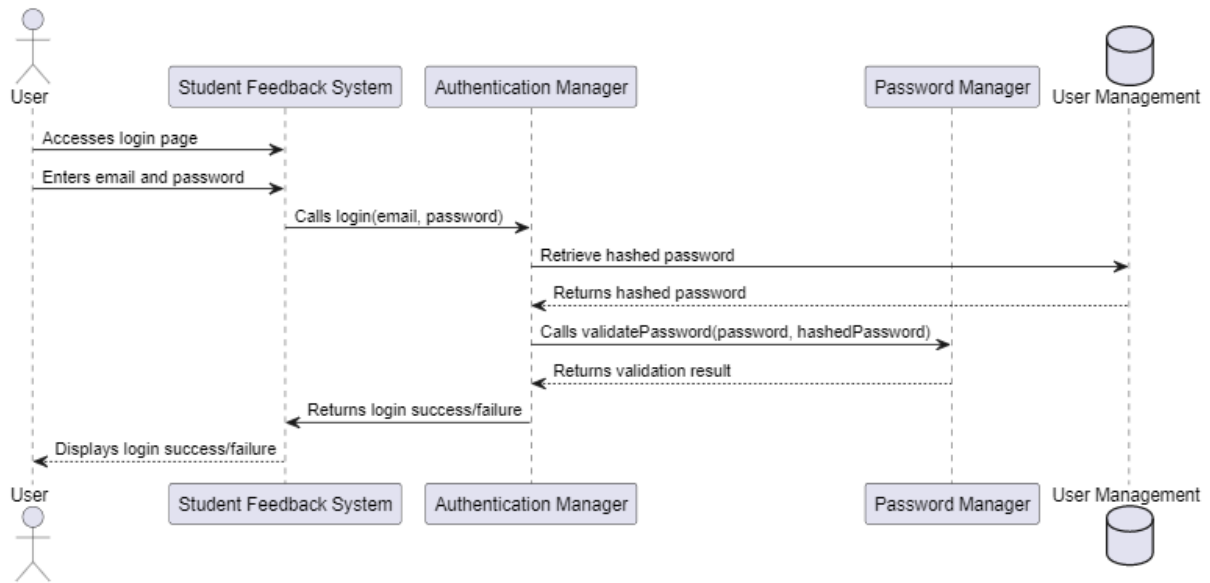 User
Student Feedback System
Authentication Manager
Password Manager
User Management
Accesses login page
Enters email and password
Calls login(email, password)
Retrieve hashed password
Returns hashed password
Calls validatePassword(password, hashedPassword)
Returns validation result
Returns login success/failure
Displays login success/failure
User
Student Feedback System
Authentication Manager
Password Manager
User Management